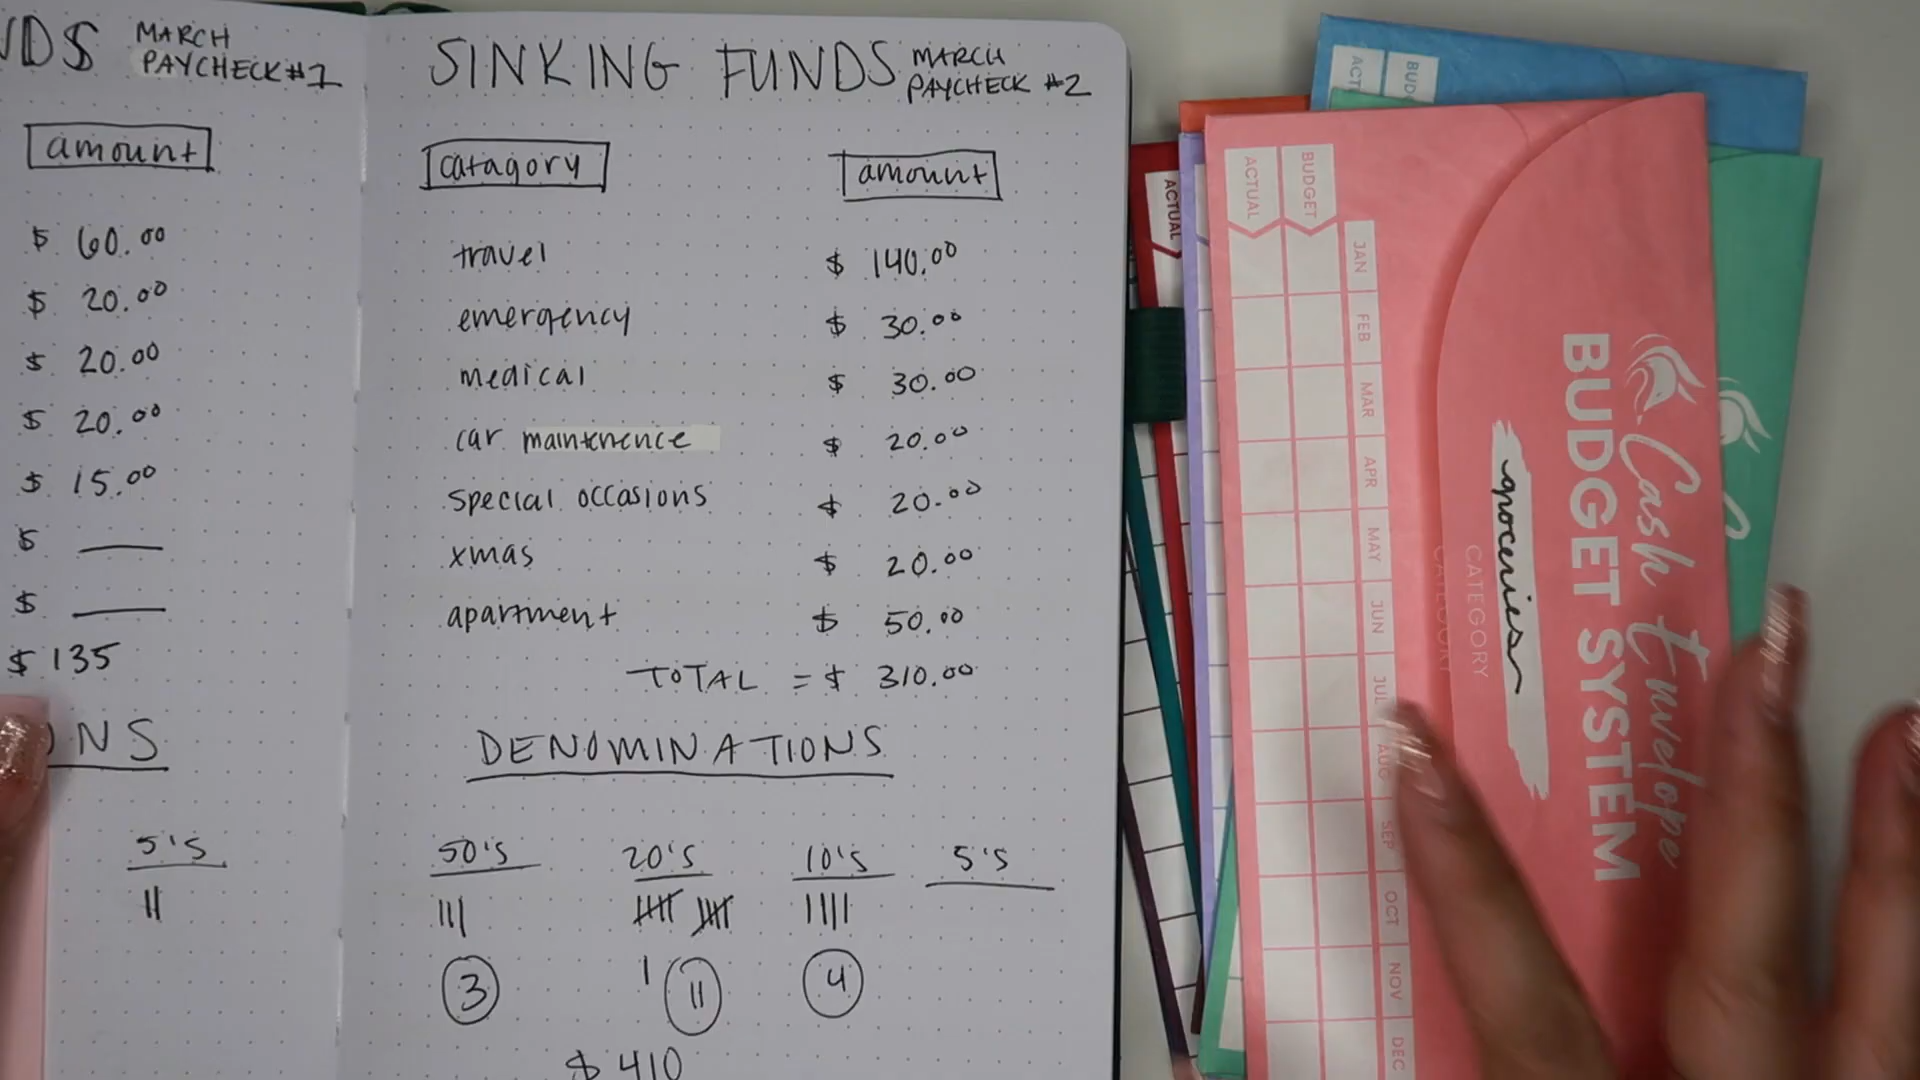 NDS MARCH
PAYCHECK #1
amount
$ 60.00
$ 20.00
$ 20.00
$ 20.00
$ 15.00
$
$
$ 135
ONS
5's
||
SINKING FUNDS MARCH
PAYCHECK #2
catagory amount
travel $ 140.00
emergency $ 30.00
medical $ 30.00
car maintenence $ 20.00
special occasions $ 20.00
xmas $ 20.00
apartment $ 50.00
TOTAL = $ 310.00
DENOMINATIONS
50's 20's 10's 5's
||| |||| |||| ||||
3 | 11 4
$ 410
ACTUAL BUDGET
JAN
FEB
MAR
APR
MAY
JUN
JUL
AUG
SEP
OCT
NOV
DEC
CATEGORY
groceries
Cash Envelope
BUDGET SYSTEM
ACTUAL
ACT
BUDG